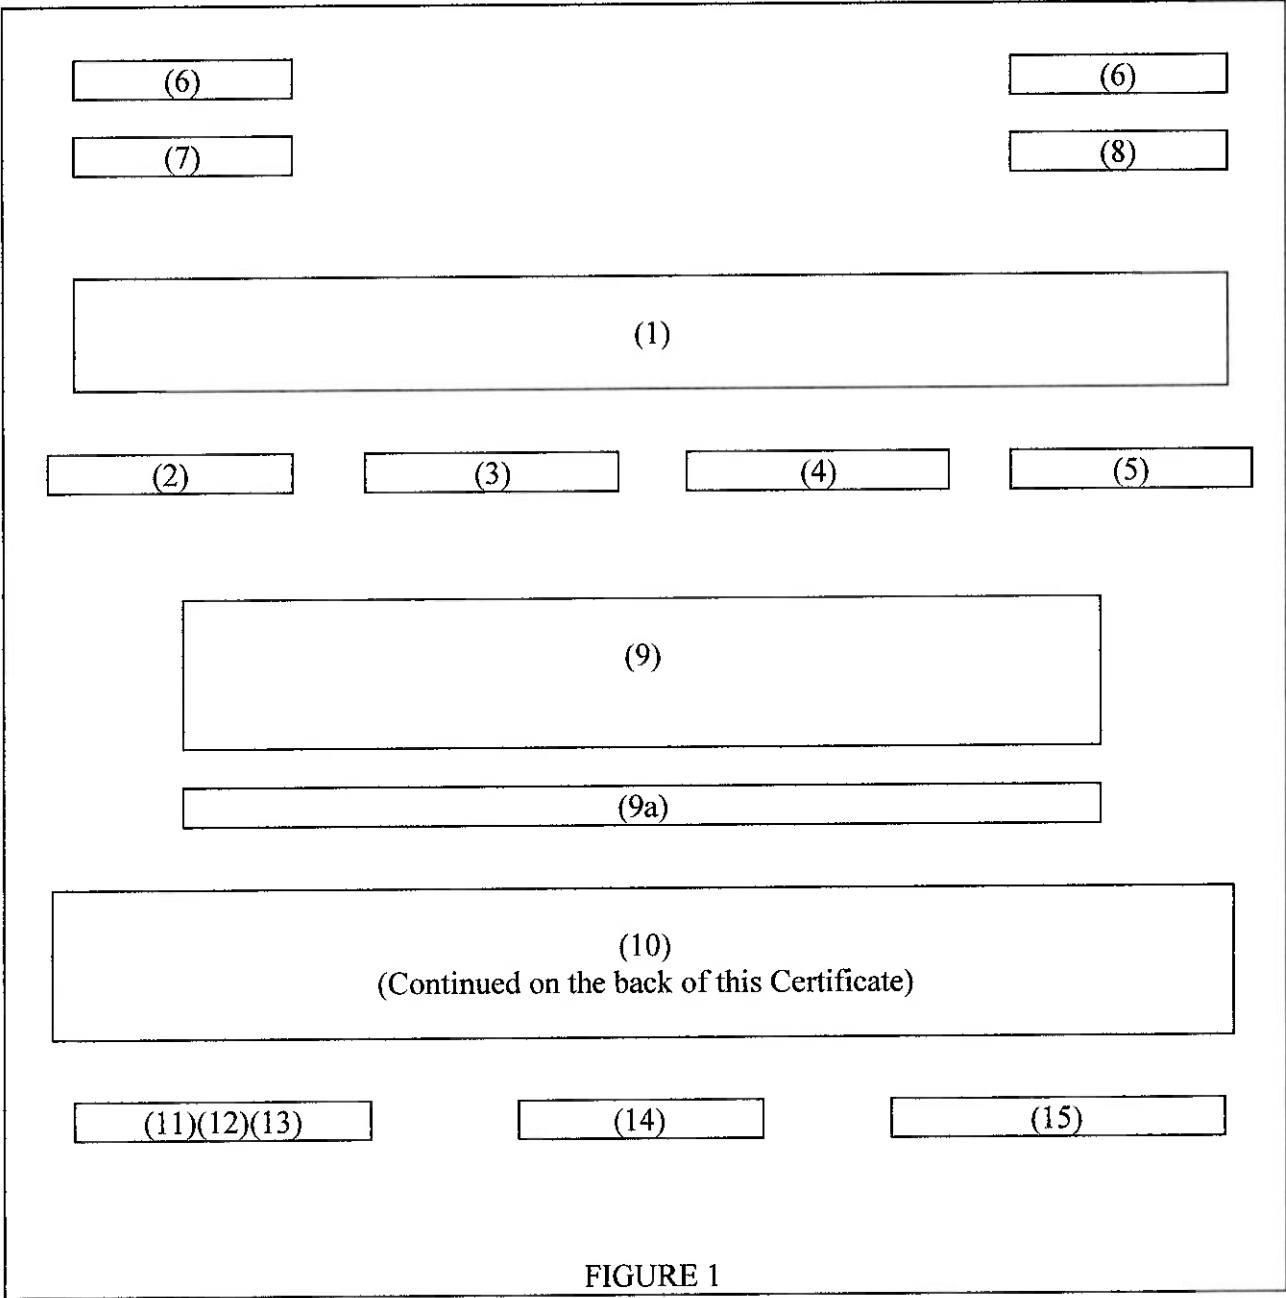 (6) (6)
(7) (8)
(1)
(2) (3) (4) (5)
(9)
(9a)
(10)
(Continued on the back of this Certificate)
(11)(12)(13) (14) (15)
FIGURE 1